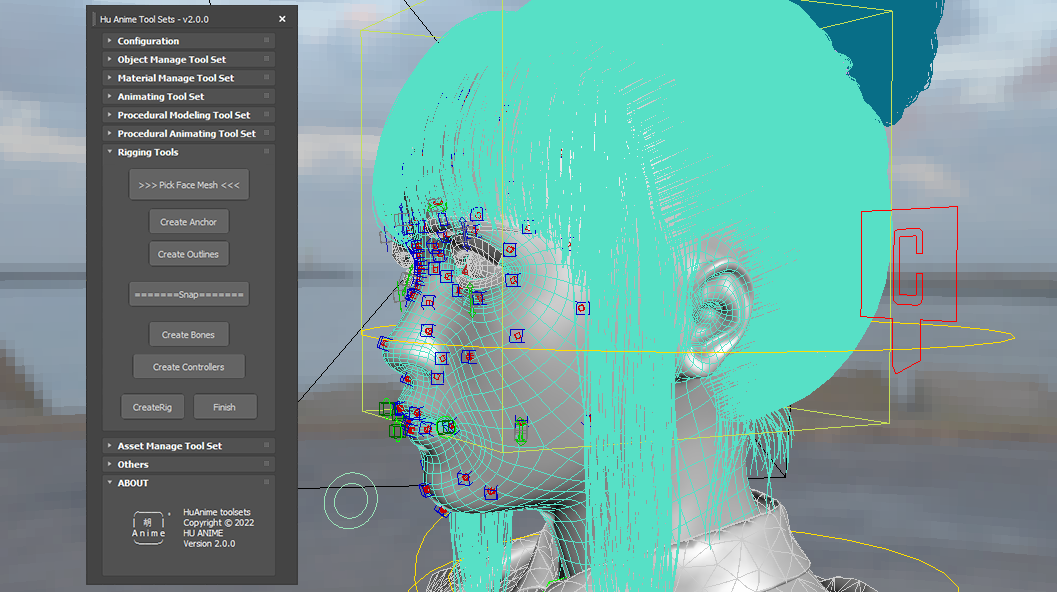 Hu Anime Tool Sets - v2.0.0
Configuration
Object Manage Tool Set
Material Manage Tool Set
Animating Tool Set
Procedural Modeling Tool Set
Procedural Animating Tool Set
Rigging Tools
>>> Pick Face Mesh <<<
Create Anchor
Create Outlines
=======Snap=======
Create Bones
Create Controllers
CreateRig
Finish
Asset Manage Tool Set
Others
ABOUT
胡
Anime
HuAnime toolsets
Copyright © 2022
HU ANIME
Version 2.0.0